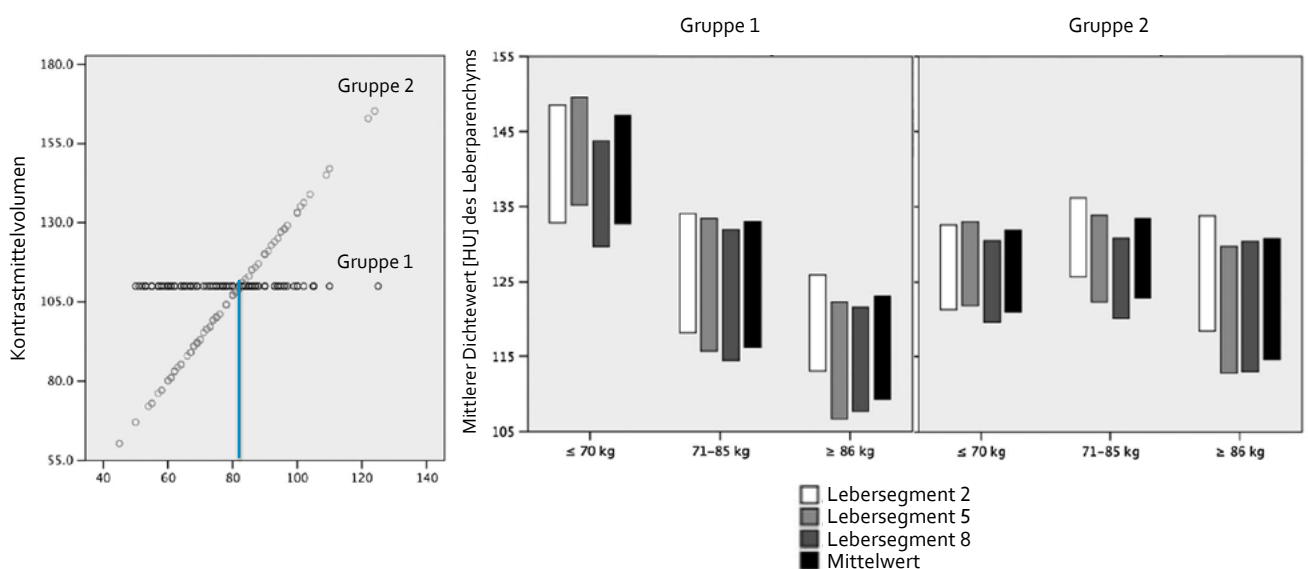 Kontrastmittelvolumen
180.0
155.0
130.0
105.0
80.0
55.0
40 60 80 100 120 140
Gruppe 2
Gruppe 1
Mittlerer Dichtewert [HU] des Leberparenchyms
155
145
135
125
115
105
Gruppe 1 Gruppe 2
≤ 70 kg 71–85 kg ≥ 86 kg ≤ 70 kg 71–85 kg ≥ 86 kg
Lebersegment 2
Lebersegment 5
Lebersegment 8
Mittelwert